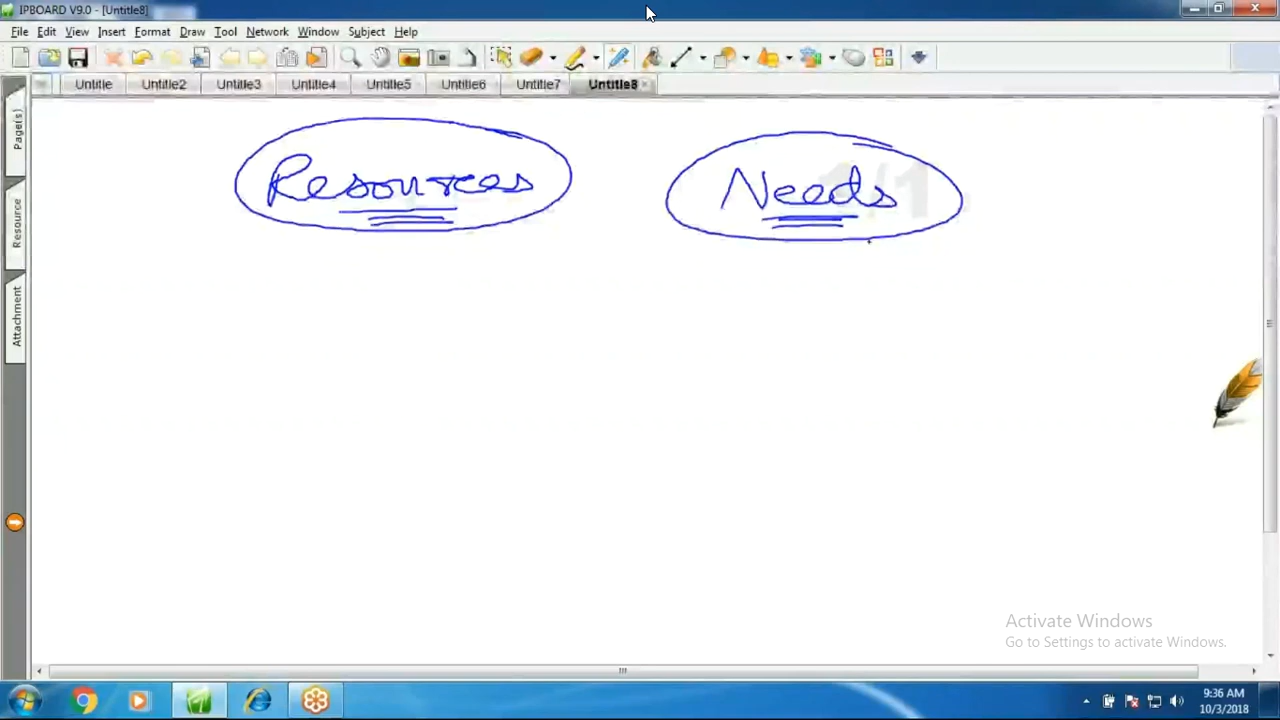 IPBOARD V9.0 - [Untitle8]
File Edit View Insert Format Draw Tool Network Window Subject Help
Untitle Untitle2 Untitle3 Untitle4 Untitle5 Untitle6 Untitle7 Untitle8
Page(s)
Resource
Attachment
Resources Needs
1/1
Activate Windows
Go to Settings to activate Windows.
9:36 AM
10/3/2018